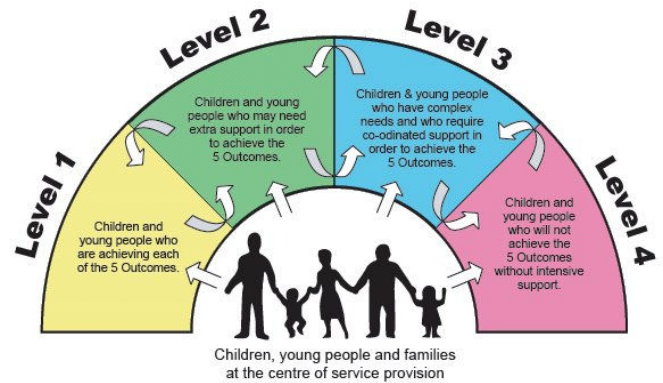 Level 1
Level 2
Level 3
Level 4
Children and
young people who
are achieving each
of the 5 Outcomes.
Children and young
people who may need
extra support in order
to achieve the
5 Outcomes.
Children & young people
who have complex
needs and who require
co-odinated support in
order to achieve the
5 Outcomes.
Children and
young people
who will not
achieve the
5 Outcomes
without intensive
support.
Children, young people and families
at the centre of service provision